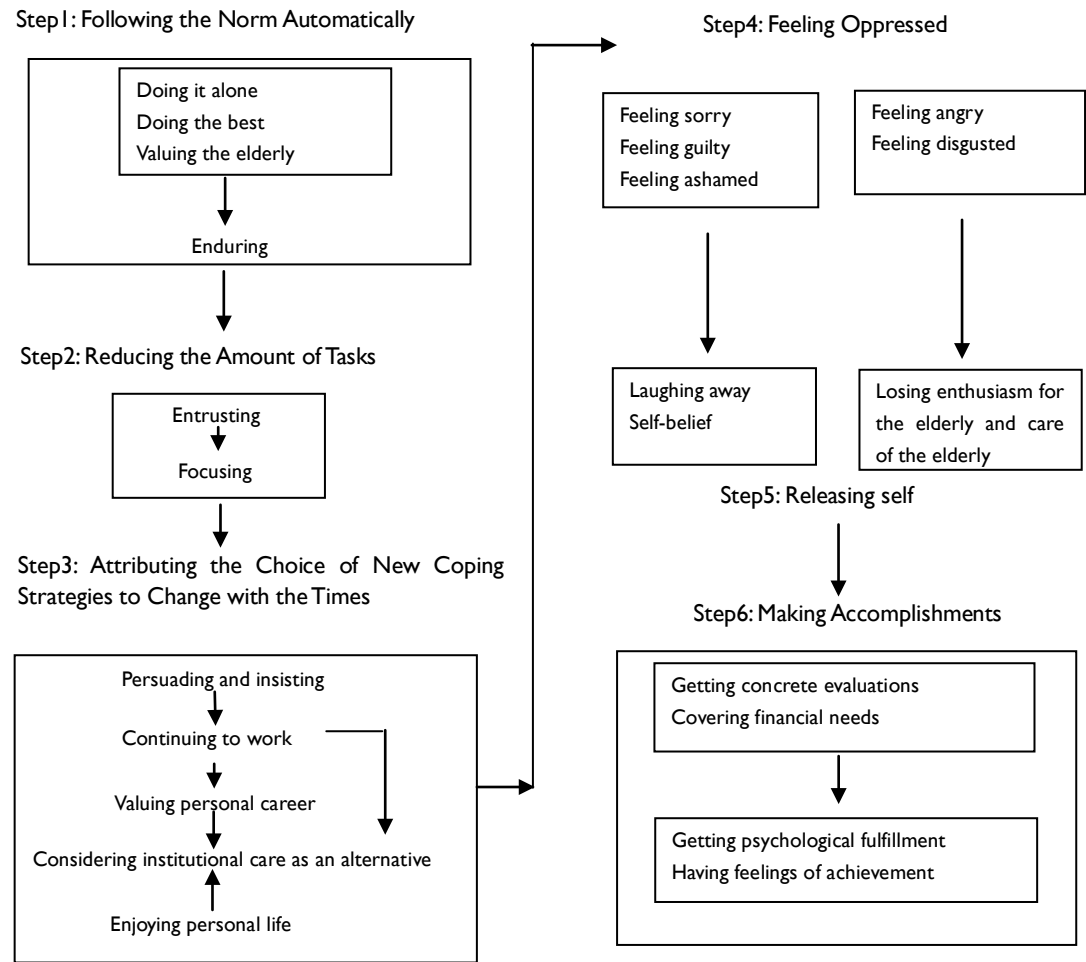 Step1: Following the Norm Automatically
Doing it alone
Doing the best
Valuing the elderly
Enduring
Step2: Reducing the Amount of Tasks
Entrusting
Focusing
Step3: Attributing the Choice of New Coping
Strategies to Change with the Times
Persuading and insisting
Continuing to work
Valuing personal career
Considering institutional care as an alternative
Enjoying personal life
Step4: Feeling Oppressed
Feeling sorry
Feeling guilty
Feeling ashamed
Feeling angry
Feeling disgusted
Laughing away
Self-belief
Losing enthusiasm for
the elderly and care
of the elderly
Step5: Releasing self
Step6: Making Accomplishments
Getting concrete evaluations
Covering financial needs
Getting psychological fulfillment
Having feelings of achievement